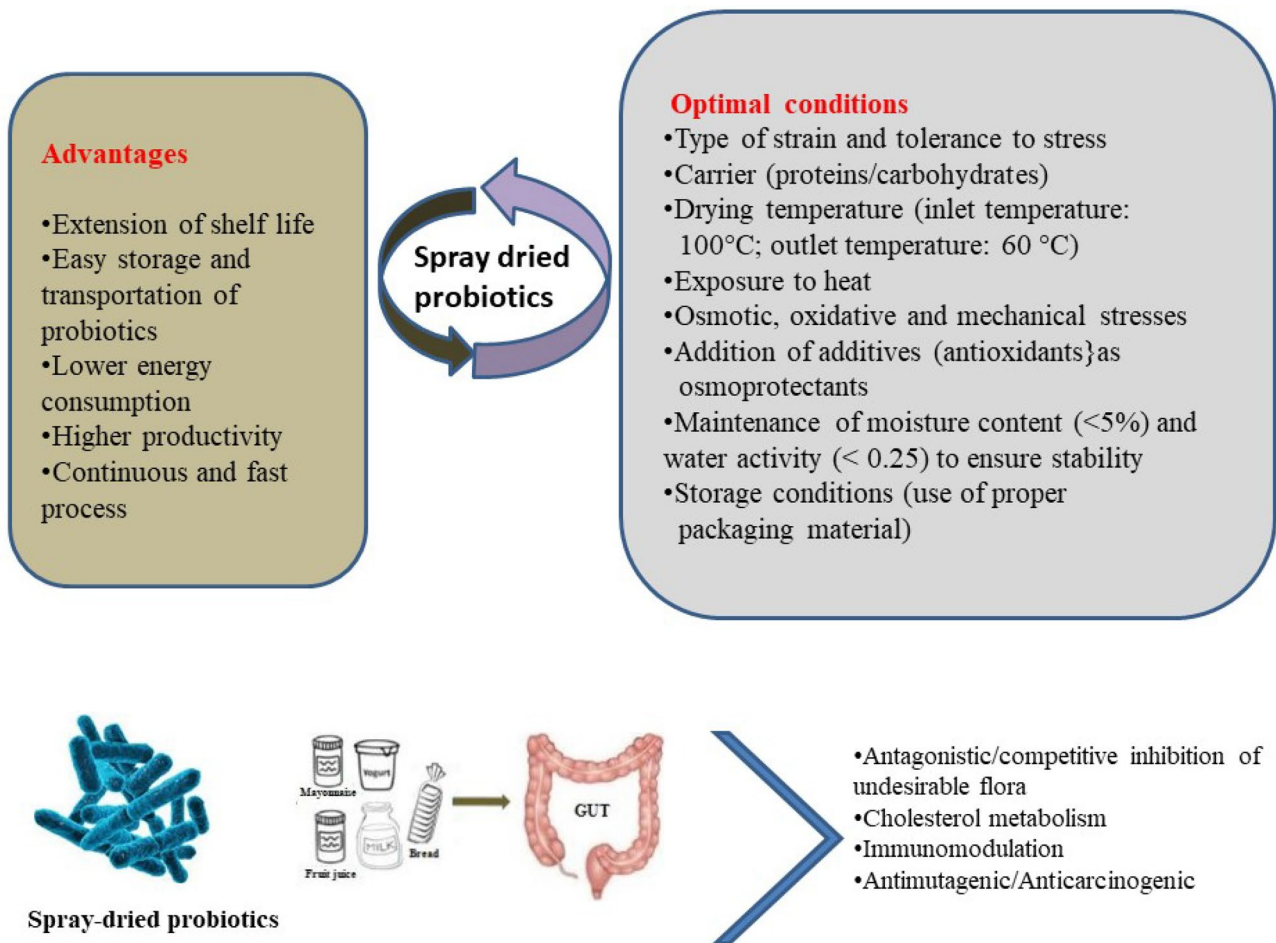 Advantages
•Extension of shelf life
•Easy storage and
transportation of
probiotics
•Lower energy
consumption
•Higher productivity
•Continuous and fast
process
Spray dried
probiotics
Optimal conditions
•Type of strain and tolerance to stress
•Carrier (proteins/carbohydrates)
•Drying temperature (inlet temperature:
100°C; outlet temperature: 60 °C)
•Exposure to heat
•Osmotic, oxidative and mechanical stresses
•Addition of additives (antioxidants}as
osmoprotectants
•Maintenance of moisture content (<5%) and
water activity (< 0.25) to ensure stability
•Storage conditions (use of proper
packaging material)
Spray-dried probiotics
Mayonnaise
Yogurt
Fruit juice
MILK
Bread
GUT
•Antagonistic/competitive inhibition of
undesirable flora
•Cholesterol metabolism
•Immunomodulation
•Antimutagenic/Anticarcinogenic